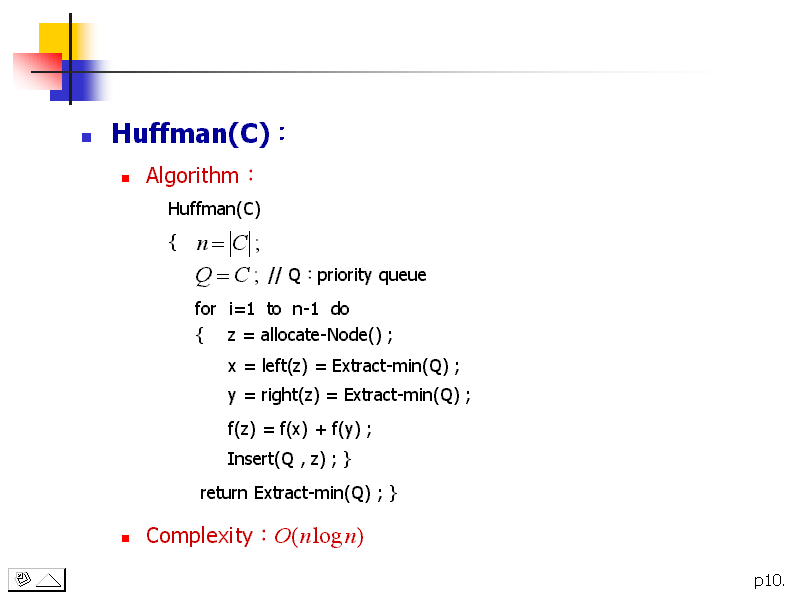 Huffman(C)：
Algorithm：
Huffman(C)
{ n = |C| ;
Q = C ; // Q：priority queue
for i=1 to n-1 do
{ z = allocate-Node() ;
x = left(z) = Extract-min(Q) ;
y = right(z) = Extract-min(Q) ;
f(z) = f(x) + f(y) ;
Insert(Q , z) ; }
return Extract-min(Q) ; }
Complexity：O(n log n)
p10.